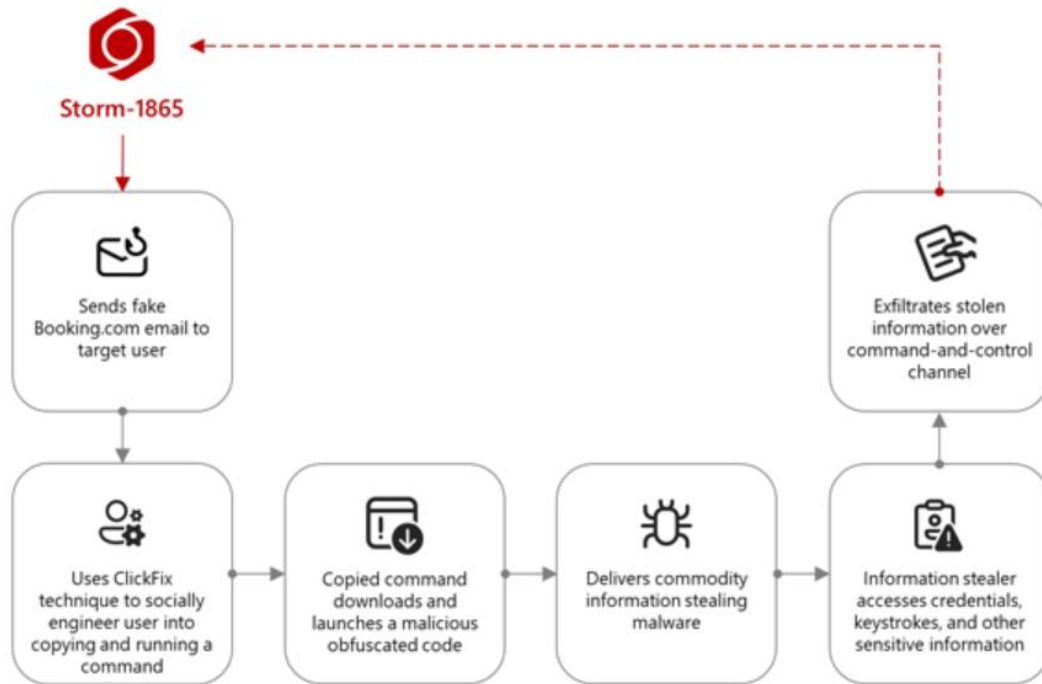 Storm-1865
Sends fake
Booking.com email to
target user
Uses ClickFix
technique to socially
engineer user into
copying and running a
command
Copied command
downloads and
launches a malicious
obfuscated code
Delivers commodity
information stealing
malware
Information stealer
accesses credentials,
keystrokes, and other
sensitive information
Exfiltrates stolen
information over
command-and-control
channel